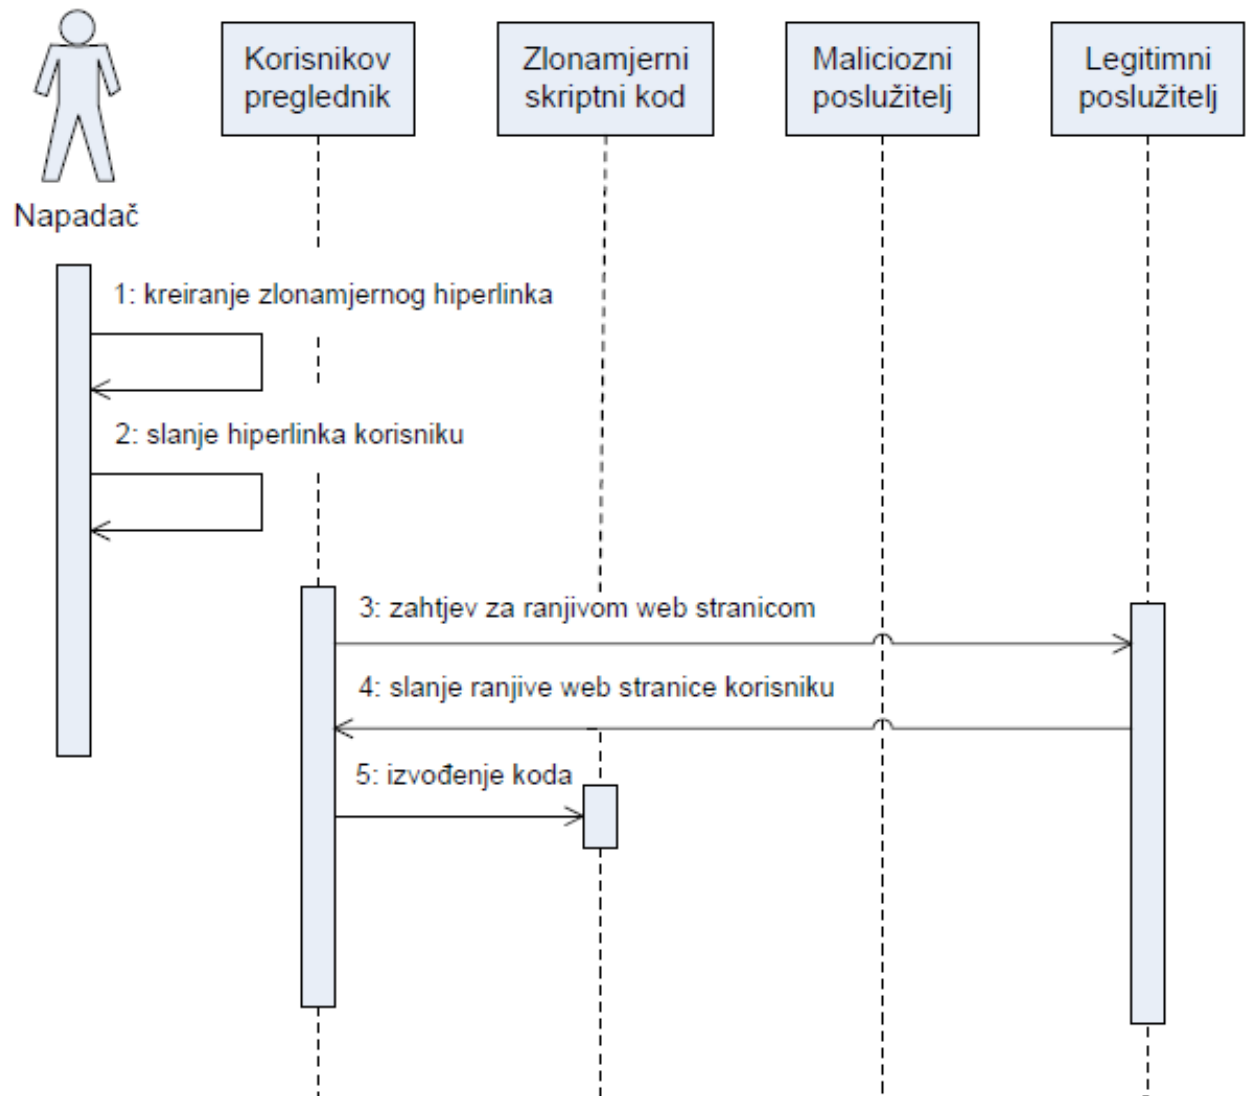 Korisnikov
preglednik
Zlonamjerni
skriptni kod
Maliciozni
poslužitelj
Legitimni
poslužitelj
Napadač
1: kreiranje zlonamjernog hiperlinka
2: slanje hiperlinka korisniku
3: zahtjev za ranjivom web stranicom
4: slanje ranjive web stranice korisniku
5: izvođenje koda